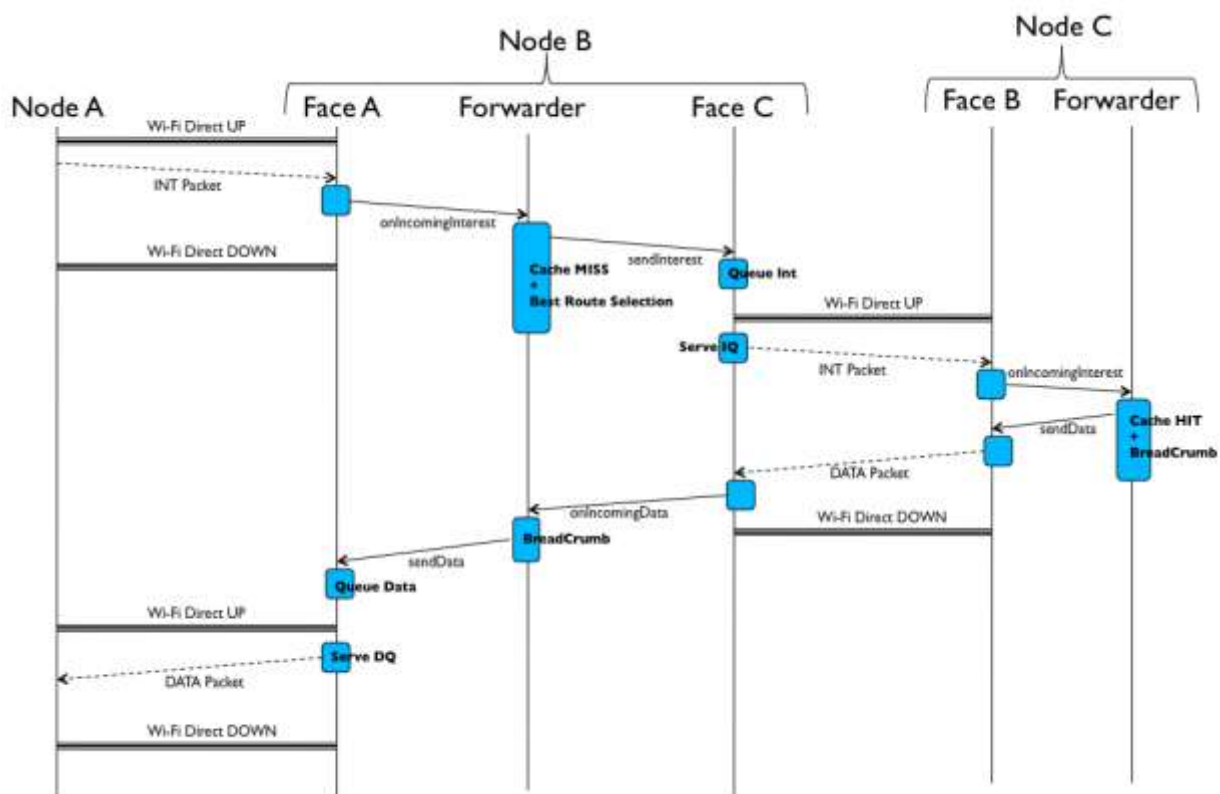 Node B
Node C
Node A
Face A
Forwarder
Face C
Face B
Forwarder
Wi-Fi Direct UP
INT Packet
onIncomingInterest
sendInterest
Wi-Fi Direct DOWN
Cache MISS
+
Best Route Selection
Queue Int
Wi-Fi Direct UP
Serve IQ
INT Packet
onIncomingInterest
Cache HIT
+
BreadCrumb
sendData
DATA Packet
onIncomingData
Wi-Fi Direct DOWN
BreadCrumb
sendData
Queue Data
Wi-Fi Direct UP
Serve DQ
DATA Packet
Wi-Fi Direct DOWN